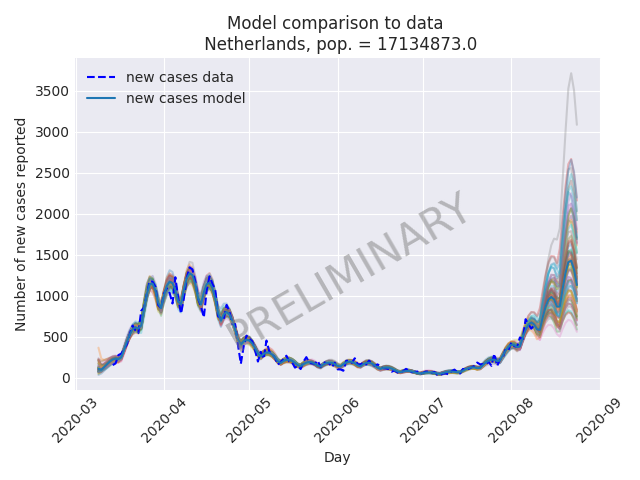 Model comparison to data
Netherlands, pop. = 17134873.0
new cases data
new cases model
Number of new cases reported
3500
3000
2500
2000
1500
1000
500
0
PRELIMINARY
2020-03
2020-04
2020-05
2020-06
2020-07
2020-08
2020-09
Day